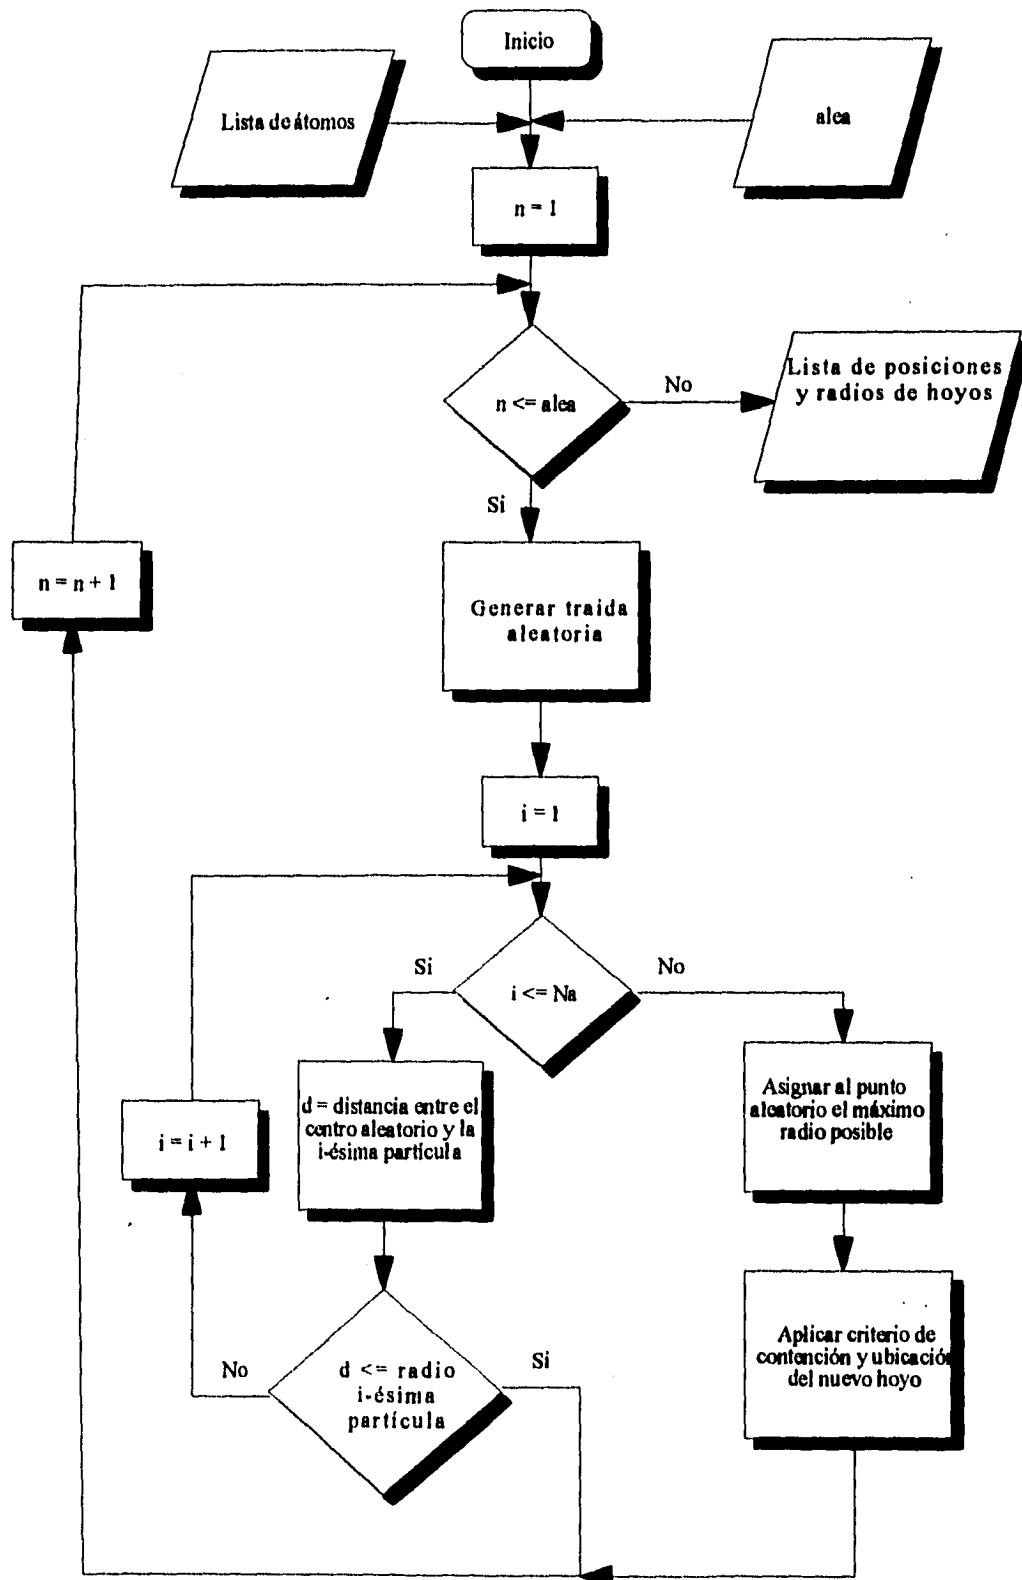 Inicio
Lista de átomos
alea
n = 1
Lista de posiciones
y radios de hoyos
n <= alea
No
Si
n = n + 1
Generar traida
aleatoria
i = 1
Si
No
i <= Na
d = distancia entre el
centro aleatorio y la
i-ésima partícula
Asignar al punto
aleatorio el máximo
radio posible
i = i + 1
Aplicar criterio de
contención y ubicación
del nuevo hoyo
No
d <= radio
i-ésima
partícula
Si